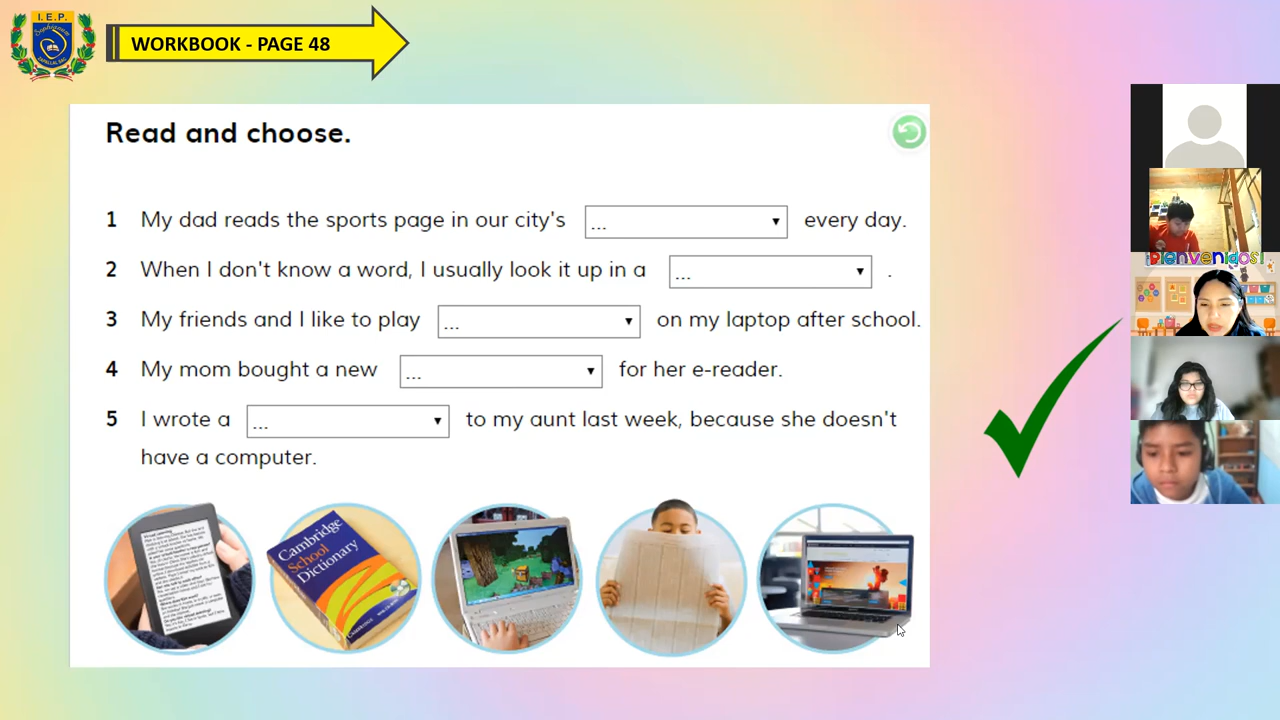 I.E.P.
WORKBOOK - PAGE 48
Read and choose.
1 My dad reads the sports page in our city's ... every day.
2 When I don't know a word, I usually look it up in a ... .
3 My friends and I like to play ... on my laptop after school.
4 My mom bought a new ... for her e-reader.
5 I wrote a ... to my aunt last week, because she doesn't
have a computer.
Cambridge
School
Dictionary
CAMBRIDGE
¡Bienvenidos!